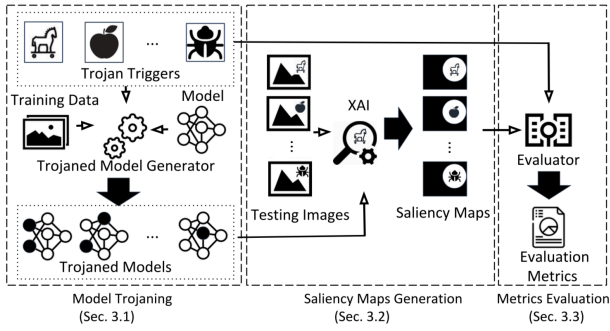 ...
Trojan Triggers
Training Data
Model
Trojaned Model Generator
...
Trojaned Models
Model Trojaning
(Sec. 3.1)
XAI
...
...
Testing Images
Saliency Maps
Saliency Maps Generation
(Sec. 3.2)
Evaluator
Evaluation
Metrics
Metrics Evaluation
(Sec. 3.3)